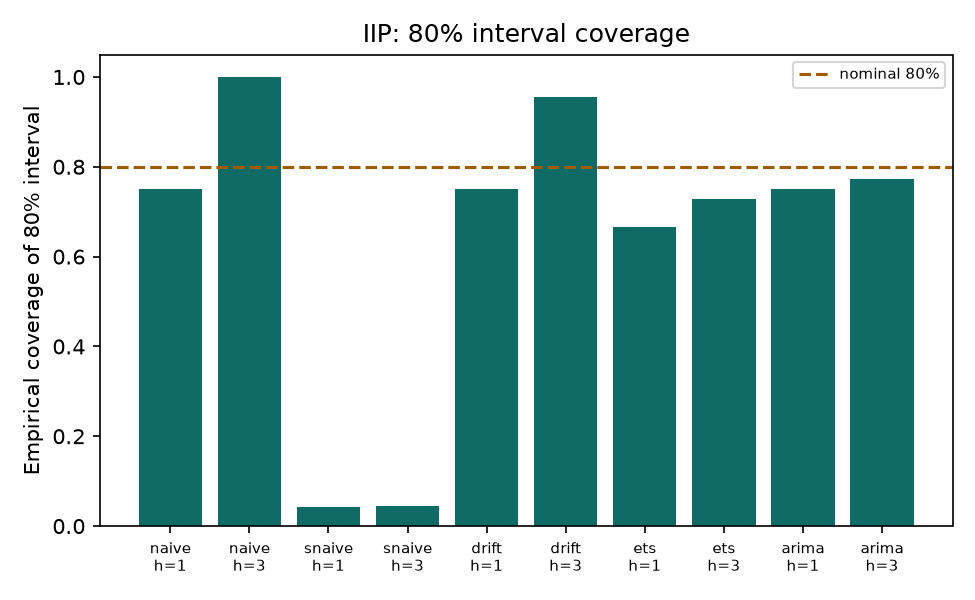 IIP: 80% interval coverage
nominal 80%
Empirical coverage of 80% interval
1.0
0.8
0.6
0.4
0.2
0.0
naive naive snaive snaive drift drift ets ets arima arima
h=1 h=3 h=1 h=3 h=1 h=3 h=1 h=3 h=1 h=3